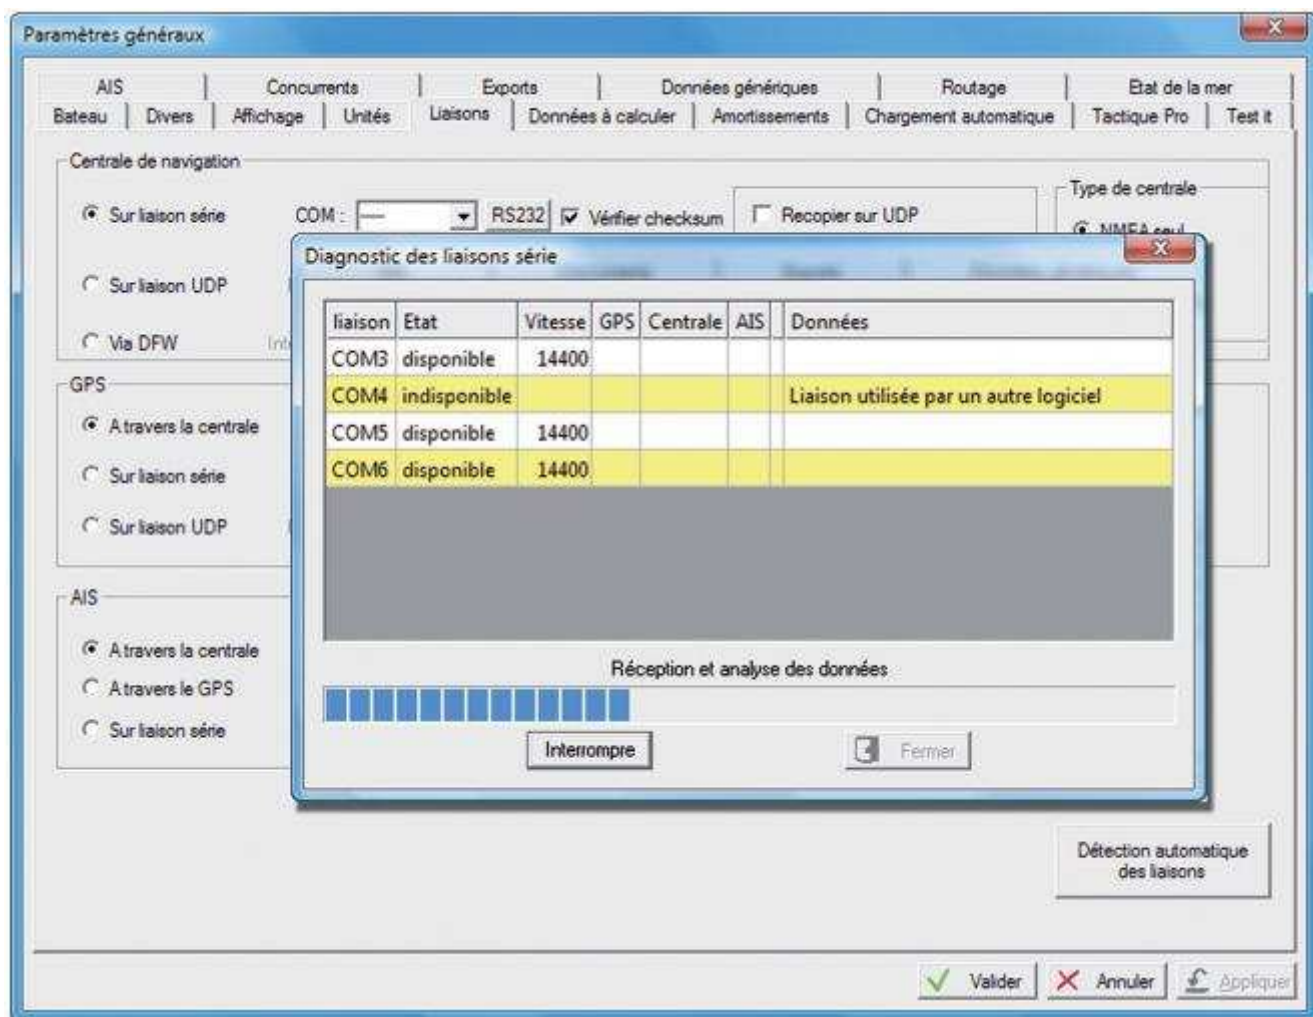 Paramètres généraux
AIS Concurrents Exports Données génériques Routage Etat de la mer
Bateau Divers Affichage Unités Liaisons Données à calculer Amortissements Chargement automatique Tactique Pro Test it
Centrale de navigation
Type de centrale
Sur liaison série COM : RS232 Vérifier checksum Recopier sur UDP
NMEA seul
Diagnostic des liaisons série
Sur liaison UDP
liaison Etat Vitesse GPS Centrale AIS Données
Via DFW
COM3 disponible 14400
GPS
COM4 indisponible Liaison utilisée par un autre logiciel
A travers la centrale
COM5 disponible 14400
Sur liaison série
COM6 disponible 14400
Sur liaison UDP
AIS
A travers la centrale
Réception et analyse des données
A travers le GPS
Sur liaison série
Interrompre Fermer
Détection automatique
des liaisons
Valider Annuler Appliquer